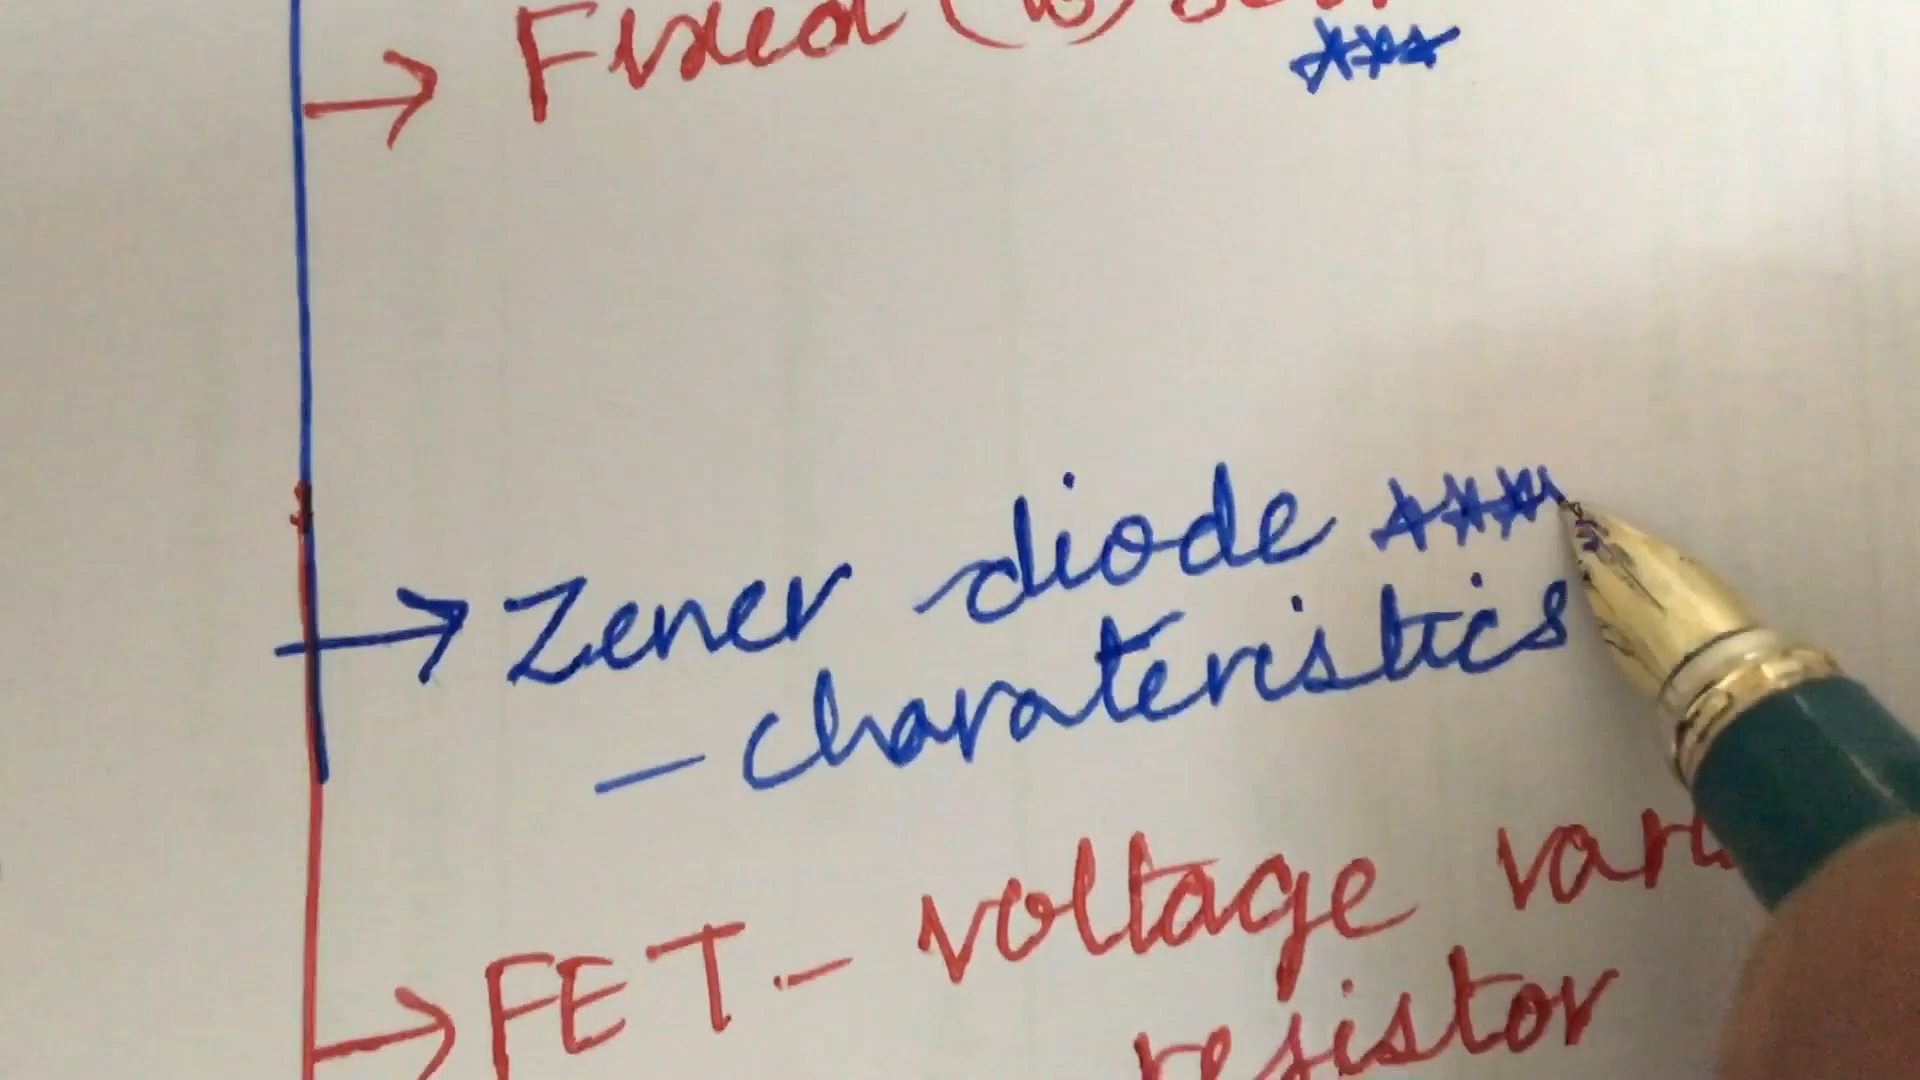 Fixed
***
Zener diode ****
- charateristics
FET - voltage
resistor